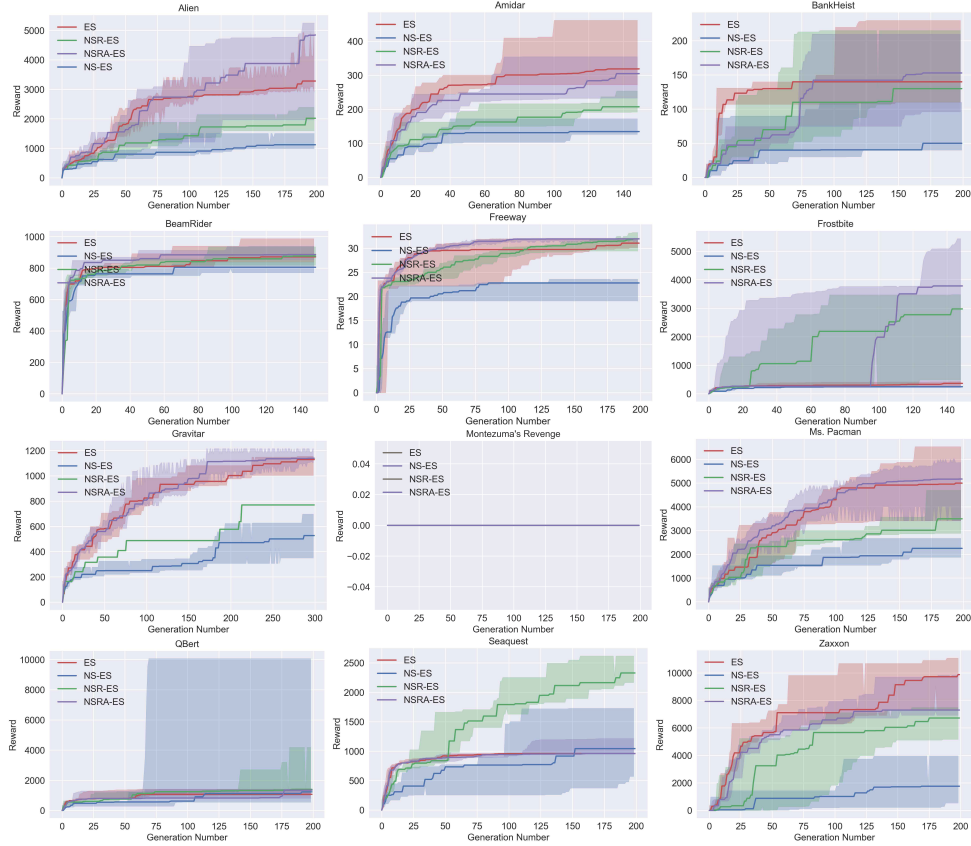 Alien
ES
NSR-ES
NSRA-ES
NS-ES
Reward
0 1000 2000 3000 4000 5000
0 25 50 75 100 125 150 175 200
Generation Number
Amidar
ES
NS-ES
NSR-ES
NSRA-ES
Reward
0 100 200 300 400
0 20 40 60 80 100 120 140
Generation Number
BankHeist
ES
NS-ES
NSR-ES
NSRA-ES
Reward
0 50 100 150 200
0 25 50 75 100 125 150 175 200
Generation Number
BeamRider
ES
NS-ES
NSR-ES
NSRA-ES
Reward
0 200 400 600 800 1000
0 20 40 60 80 100 120 140
Generation Number
Freeway
ES
NS-ES
NSR-ES
NSRA-ES
Reward
0 5 10 15 20 25 30
0 25 50 75 100 125 150 175 200
Generation Number
Frostbite
ES
NS-ES
NSR-ES
NSRA-ES
Reward
0 1000 2000 3000 4000 5000
0 20 40 60 80 100 120 140
Generation Number
Gravitar
ES
NS-ES
NSR-ES
NSRA-ES
Reward
0 200 400 600 800 1000 1200
0 50 100 150 200 250 300
Generation Number
Montezuma's Revenge
ES
NS-ES
NSR-ES
NSRA-ES
Reward
−0.04 −0.02 0.00 0.02 0.04
0 25 50 75 100 125 150 175 200
Generation Number
Ms. Pacman
ES
NS-ES
NSR-ES
NSRA-ES
Reward
0 1000 2000 3000 4000 5000 6000
0 25 50 75 100 125 150 175 200
Generation Number
QBert
ES
NS-ES
NSR-ES
NSRA-ES
Reward
0 2000 4000 6000 8000 10000
0 25 50 75 100 125 150 175 200
Generation Number
Seaquest
ES
NS-ES
NSR-ES
NSRA-ES
Reward
0 500 1000 1500 2000 2500
0 25 50 75 100 125 150 175 200
Generation Number
Zaxxon
ES
NS-ES
NSR-ES
NSRA-ES
Reward
0 2000 4000 6000 8000 10000
0 25 50 75 100 125 150 175 200
Generation Number